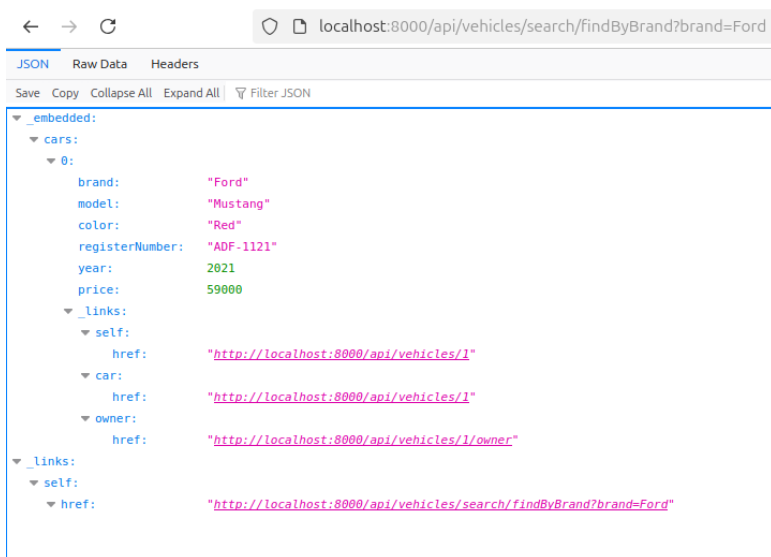 localhost:8000/api/vehicles/search/findByBrand?brand=Ford
JSON Raw Data Headers
Save Copy Collapse All Expand All Filter JSON
_embedded:
cars:
0:
brand: "Ford"
model: "Mustang"
color: "Red"
registerNumber: "ADF-1121"
year: 2021
price: 59000
_links:
self:
href: "http://localhost:8000/api/vehicles/1"
car:
href: "http://localhost:8000/api/vehicles/1"
owner:
href: "http://localhost:8000/api/vehicles/1/owner"
_links:
self:
href: "http://localhost:8000/api/vehicles/search/findByBrand?brand=Ford"